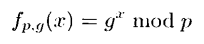 f_{p,g}(x) = g^x mod p